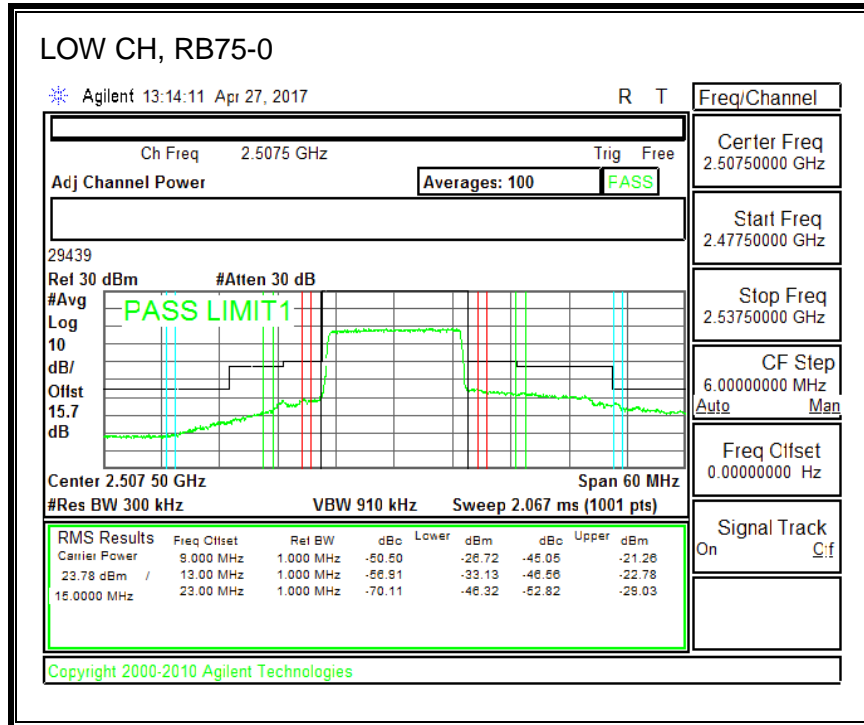 LOW CH, RB75-0
Agilent 13:14:11 Apr 27, 2017 R T
Freq/Channel
Ch Freq 2.5075 GHz Trig Free
Adj Channel Power Averages: 100 PASS
Center Freq
2.50750000 GHz
Start Freq
2.47750000 GHz
Stop Freq
2.53750000 GHz
CF Step
6.00000000 MHz
Auto Man
Freq Offset
0.00000000 Hz
Signal Track
On Off
29439
Ref 30 dBm #Atten 30 dB
#Avg
Log
10
dB/
Offst
15.7
dB
PASS LIMIT1
Center 2.507 50 GHz Span 60 MHz
#Res BW 300 kHz VBW 910 kHz Sweep 2.067 ms (1001 pts)
RMS Results Freq Offset Ref BW dBc Lower dBm dBc Upper dBm
Carrier Power 9.000 MHz 1.000 MHz -50.50 -26.72 -45.05 -21.26
23.78 dBm / 13.00 MHz 1.000 MHz -56.91 -33.13 -46.56 -22.78
15.0000 MHz 23.00 MHz 1.000 MHz -70.11 -46.32 -52.82 -29.03
Copyright 2000-2010 Agilent Technologies